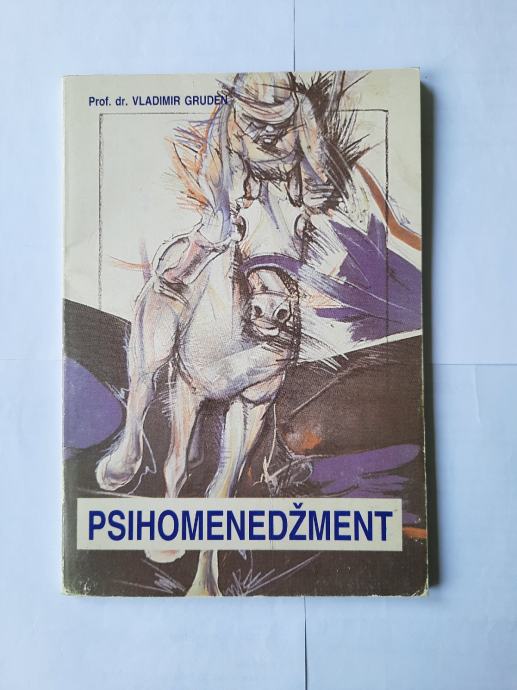 Prof. dr. VLADIMIR GRUDEN
PSIHOMENEDŽMENT